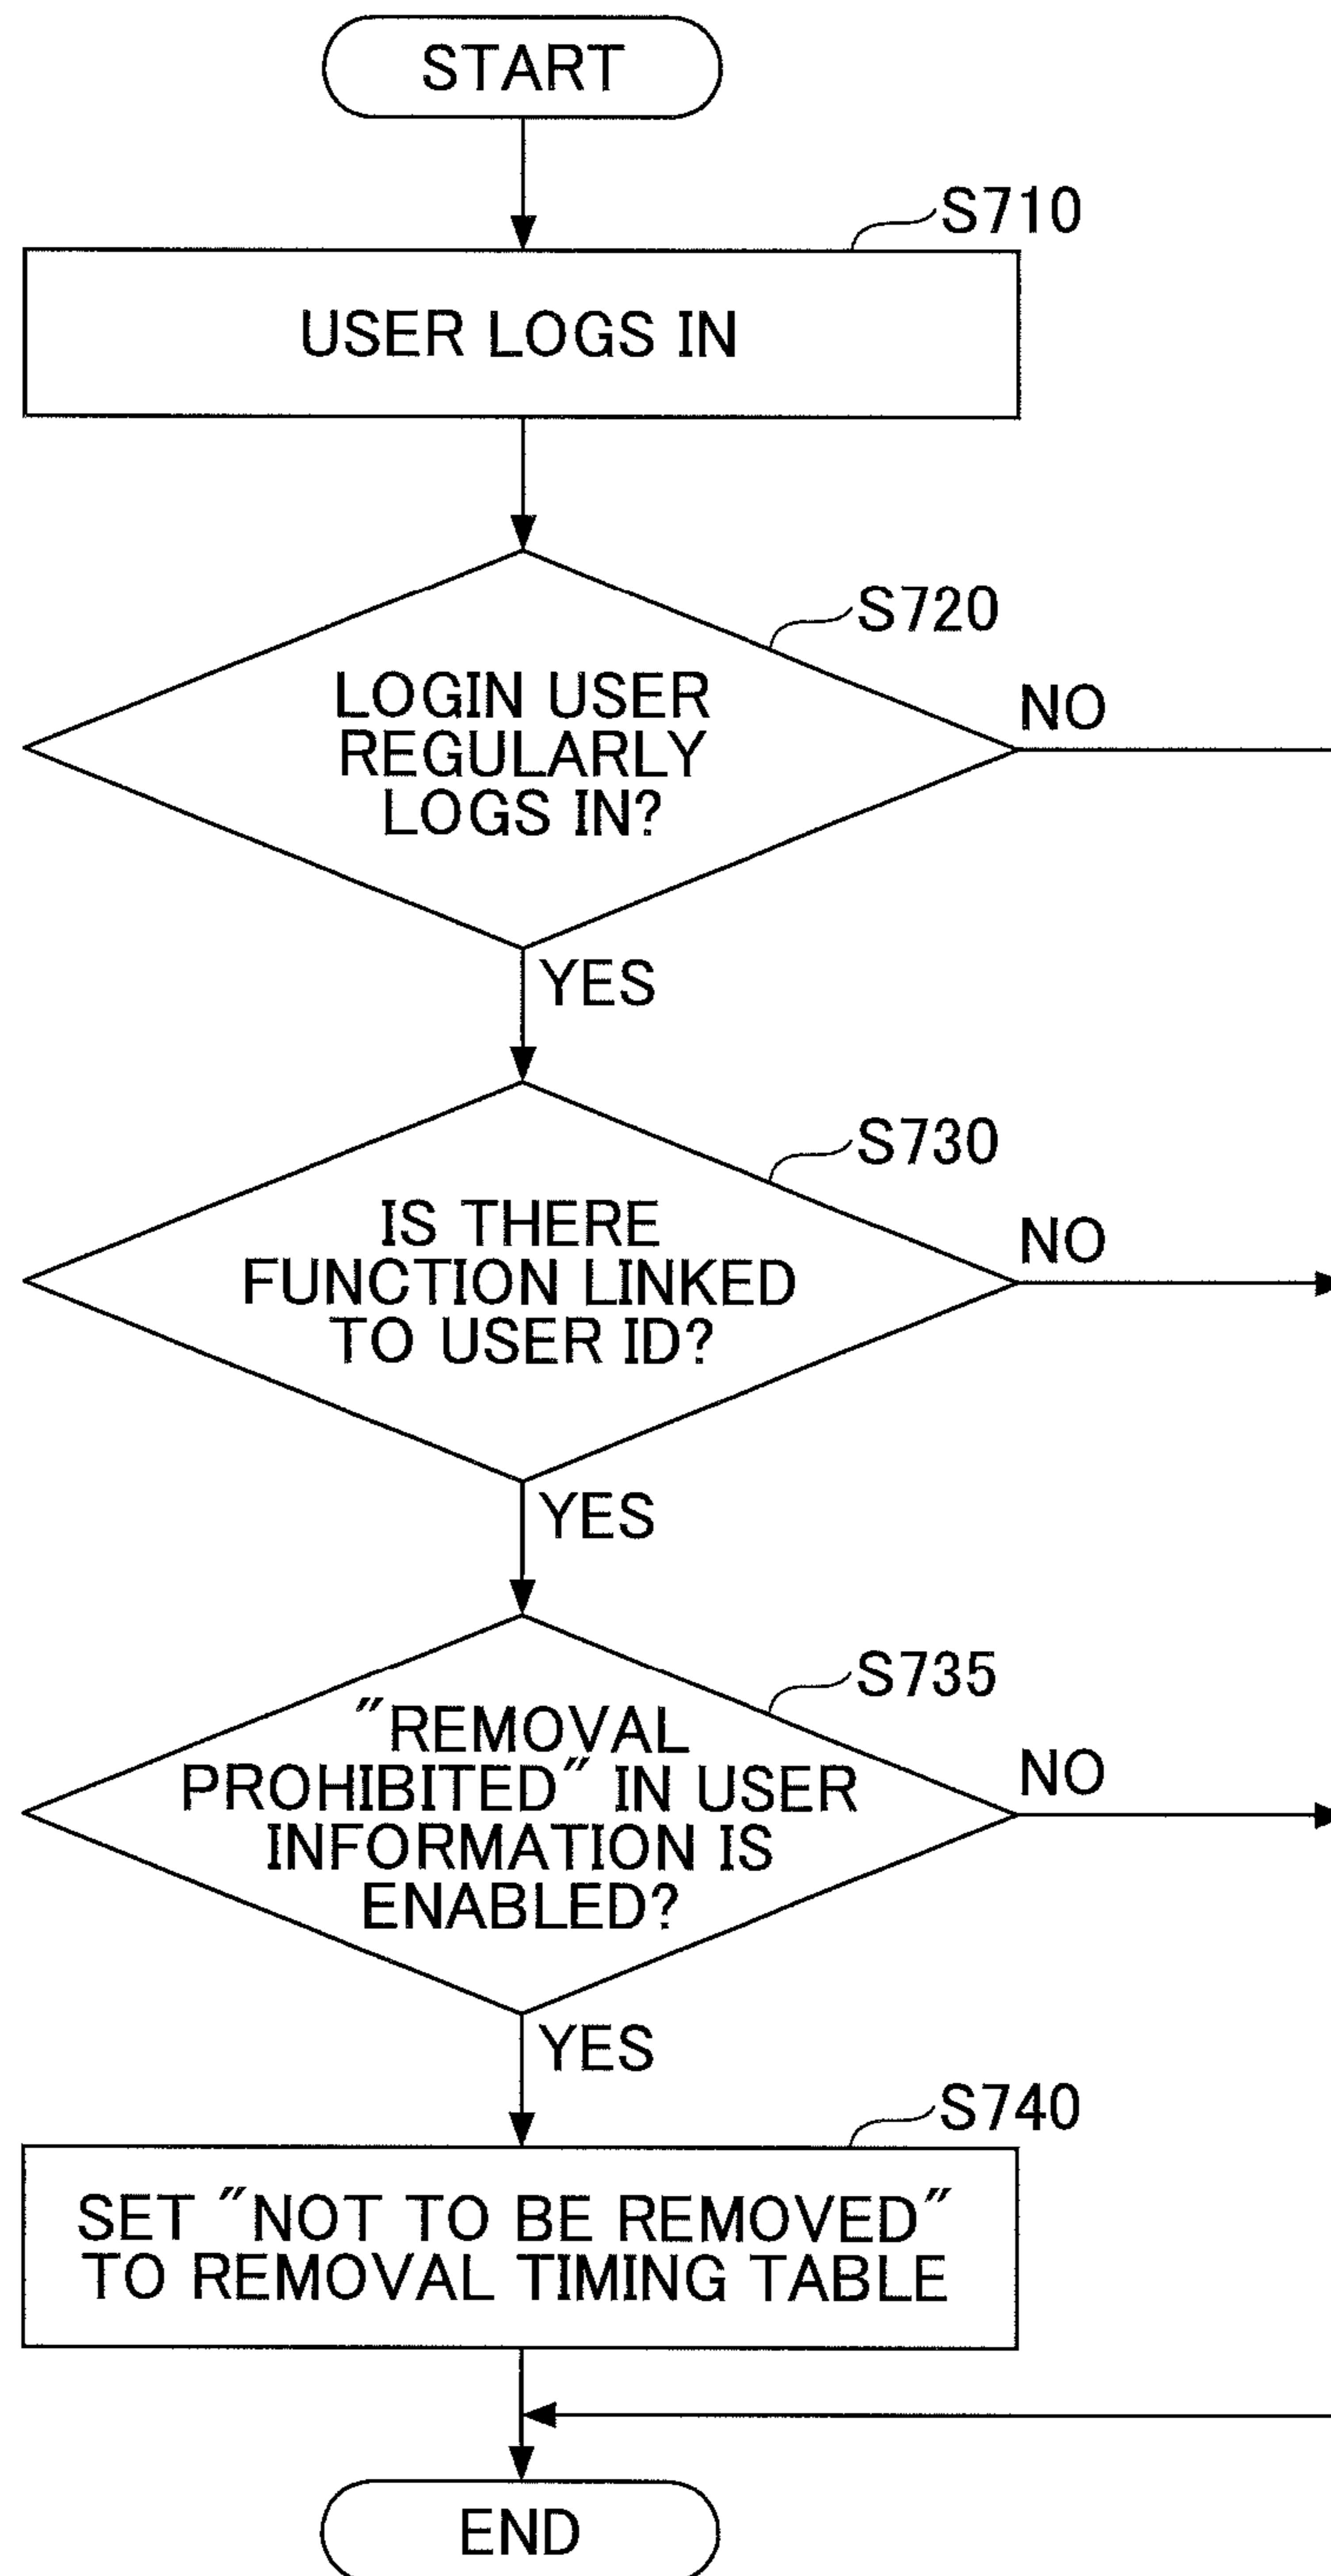 START
S710
USER LOGS IN
S720
LOGIN USER
REGULARLY
LOGS IN?
NO
YES
S730
IS THERE
FUNCTION LINKED
TO USER ID?
NO
YES
S735
"REMOVAL
PROHIBITED" IN USER
INFORMATION IS
ENABLED?
NO
YES
S740
SET "NOT TO BE REMOVED"
TO REMOVAL TIMING TABLE
END